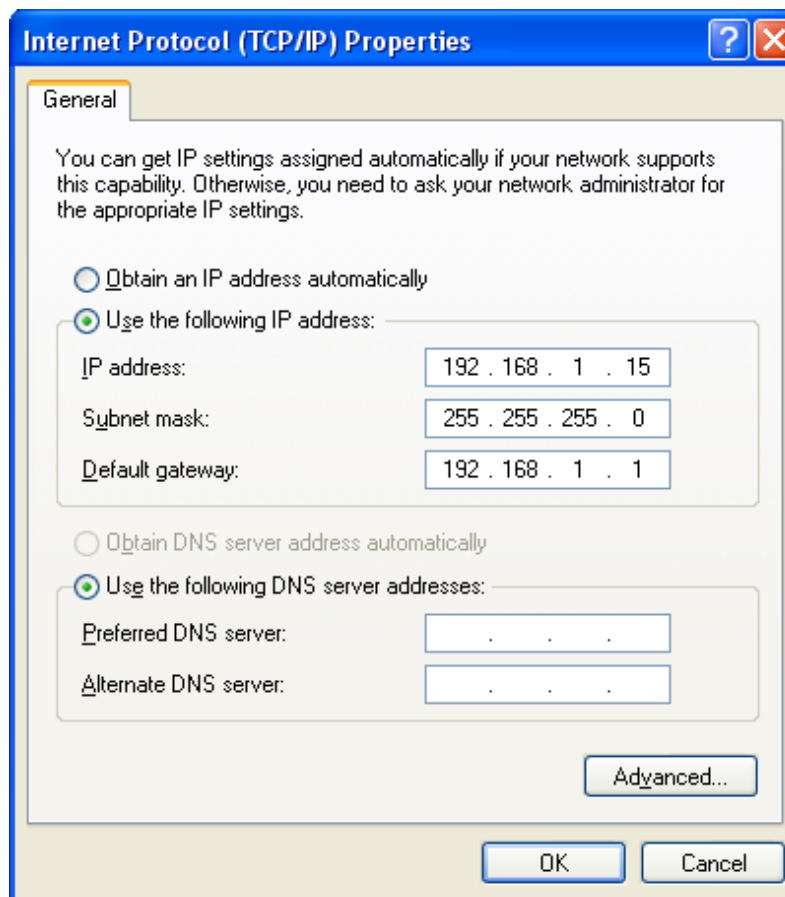 Internet Protocol (TCP/IP) Properties
General
You can get IP settings assigned automatically if your network supports
this capability. Otherwise, you need to ask your network administrator for
the appropriate IP settings.
Obtain an IP address automatically
Use the following IP address:
IP address: 192 . 168 . 1 . 15
Subnet mask: 255 . 255 . 255 . 0
Default gateway: 192 . 168 . 1 . 1
Obtain DNS server address automatically
Use the following DNS server addresses:
Preferred DNS server: . . .
Alternate DNS server: . . .
Advanced...
OK Cancel